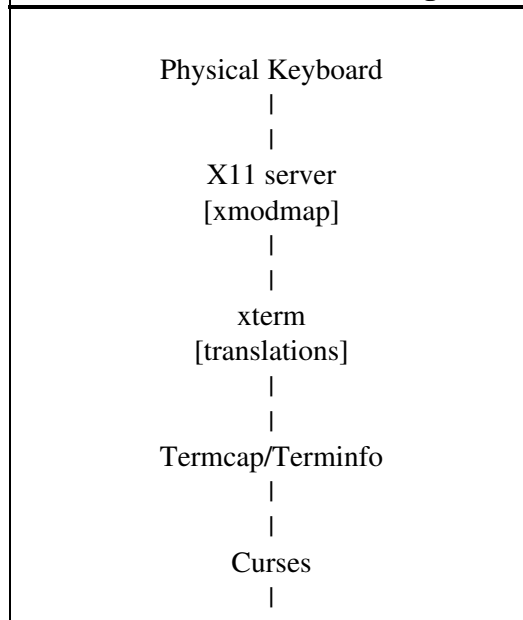 Physical Keyboard
|
|
X11 server
[xmodmap]
|
|
xterm
[translations]
|
|
Termcap/Terminfo
|
|
Curses
|